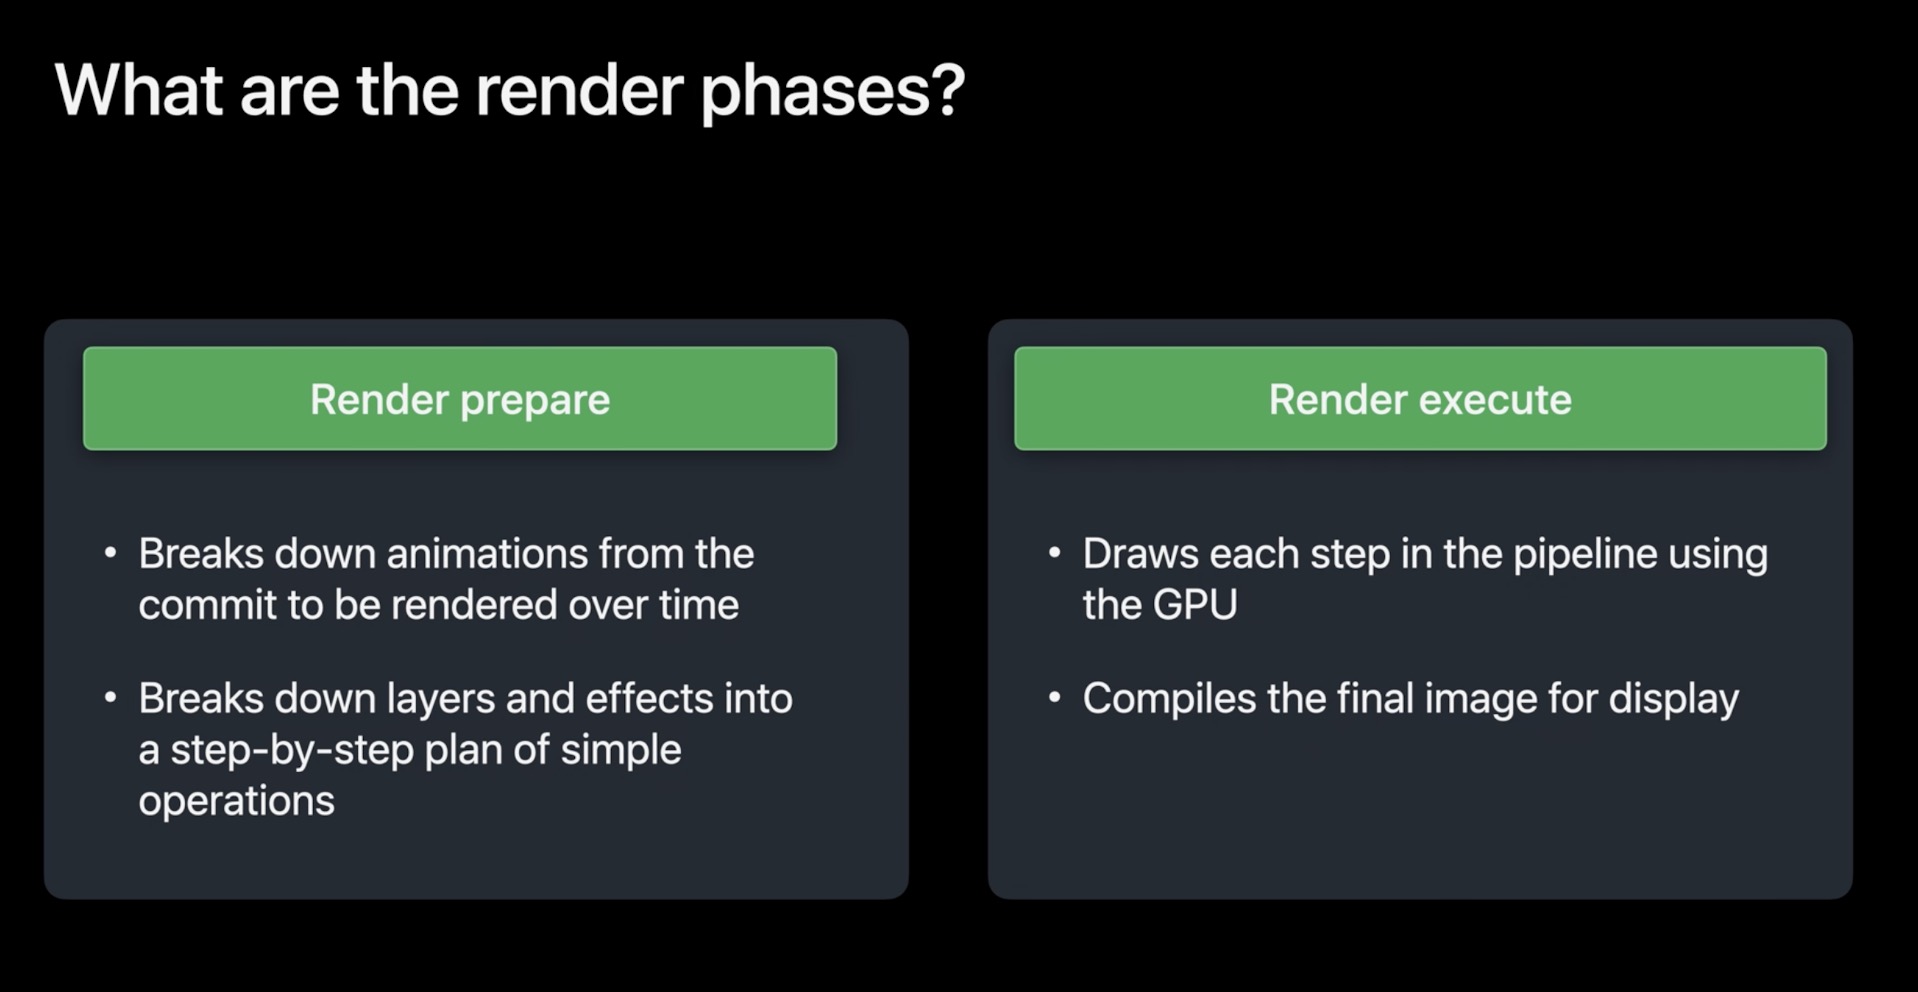 What are the render phases?
Render prepare
• Breaks down animations from the
commit to be rendered over time
• Breaks down layers and effects into
a step-by-step plan of simple
operations
Render execute
• Draws each step in the pipeline using
the GPU
• Compiles the final image for display